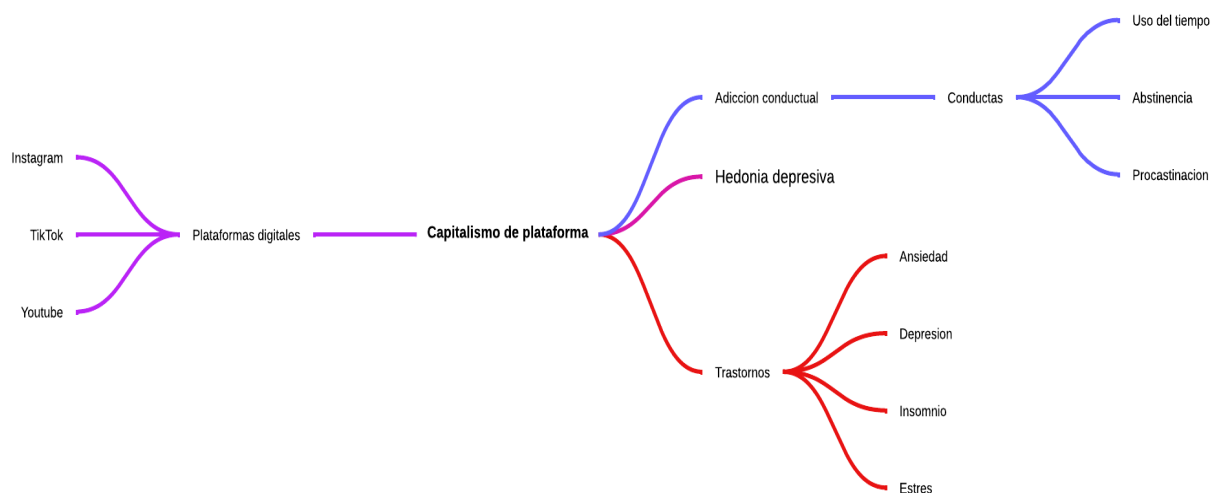 Uso del tiempo
Adiccion conductual
Conductas
Abstinencia
Instagram
Hedonia depresiva
Procastinacion
TikTok
Plataformas digitales
Capitalismo de plataforma
Ansiedad
Youtube
Depresion
Trastornos
Insomnio
Estres